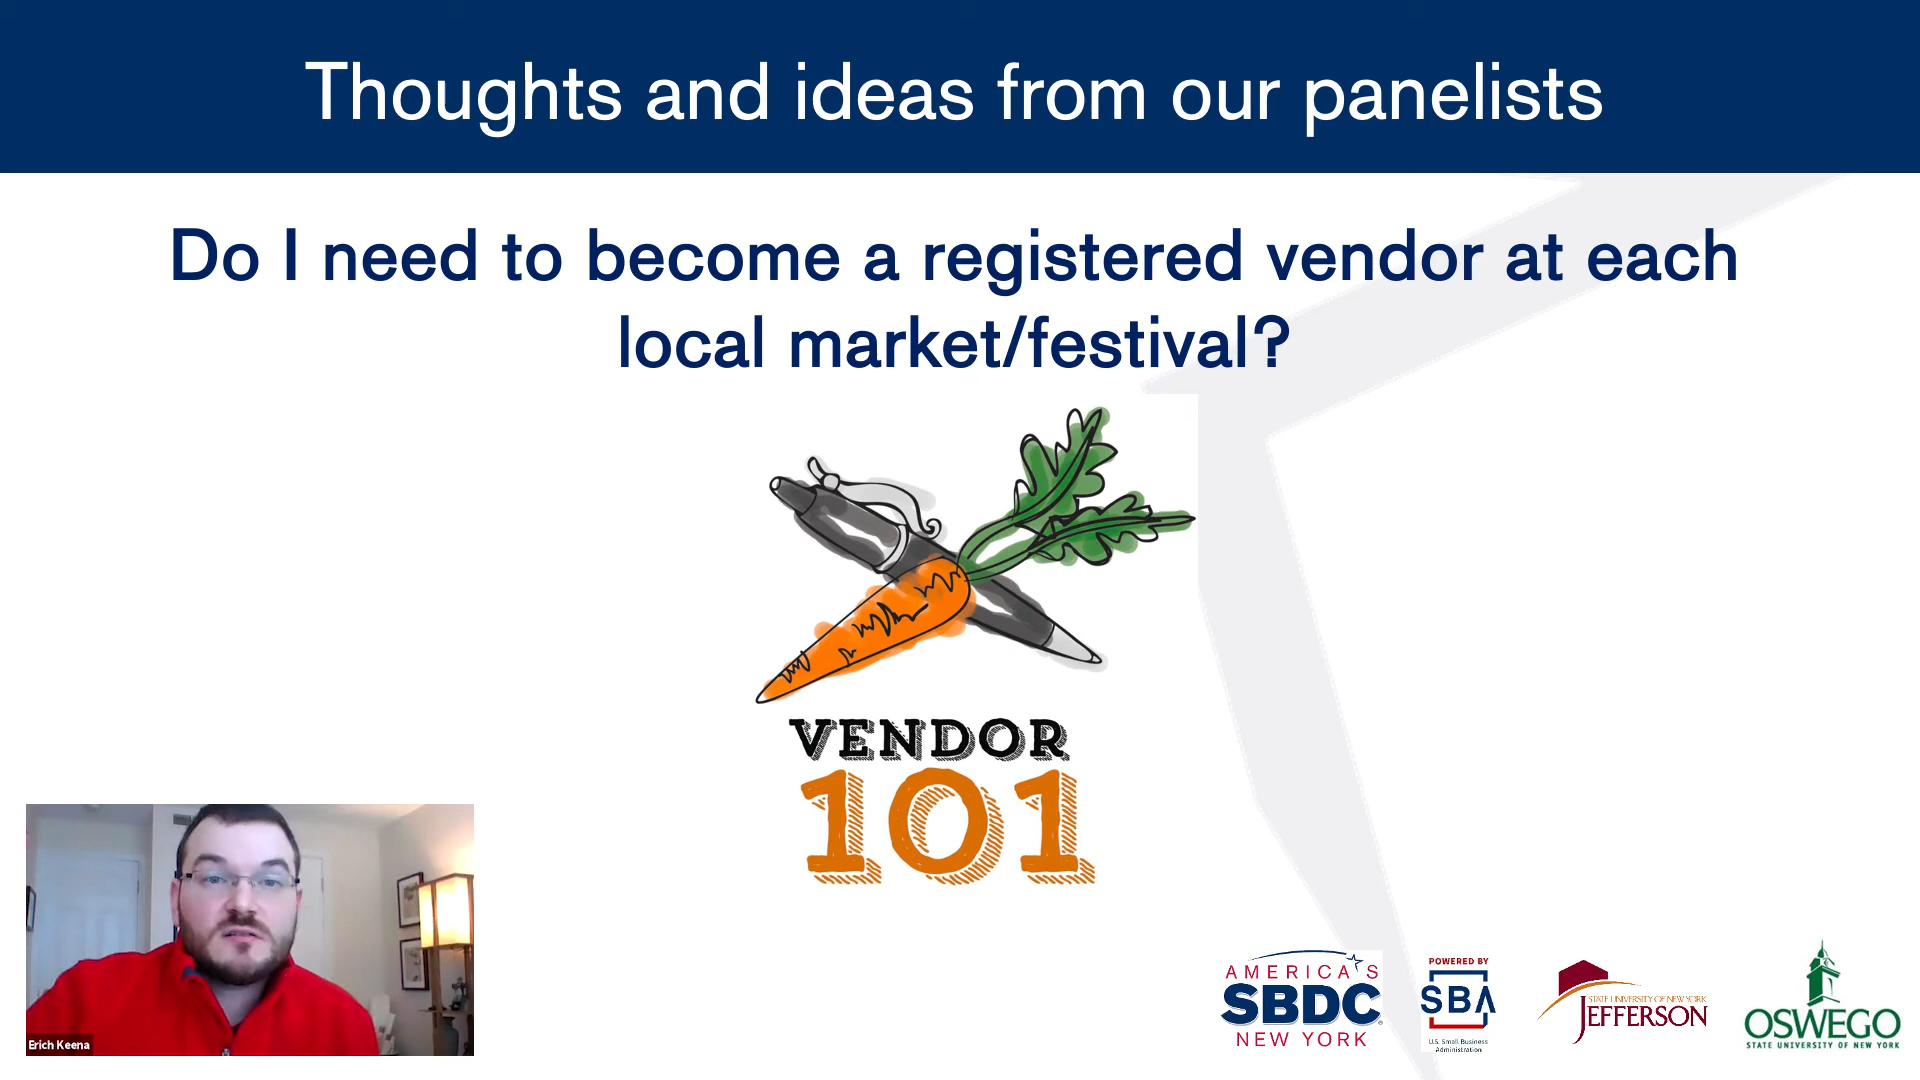 Thoughts and ideas from our panelists
Do I need to become a registered vendor at each
local market/festival?
VENDOR
101
Erich Keena
AMERICA'S
SBDC
NEW YORK
POWERED BY
SBA
U.S. Small Business
Administration
STATE UNIVERSITY OF NEW YORK
JEFFERSON
OSWEGO
STATE UNIVERSITY OF NEW YORK